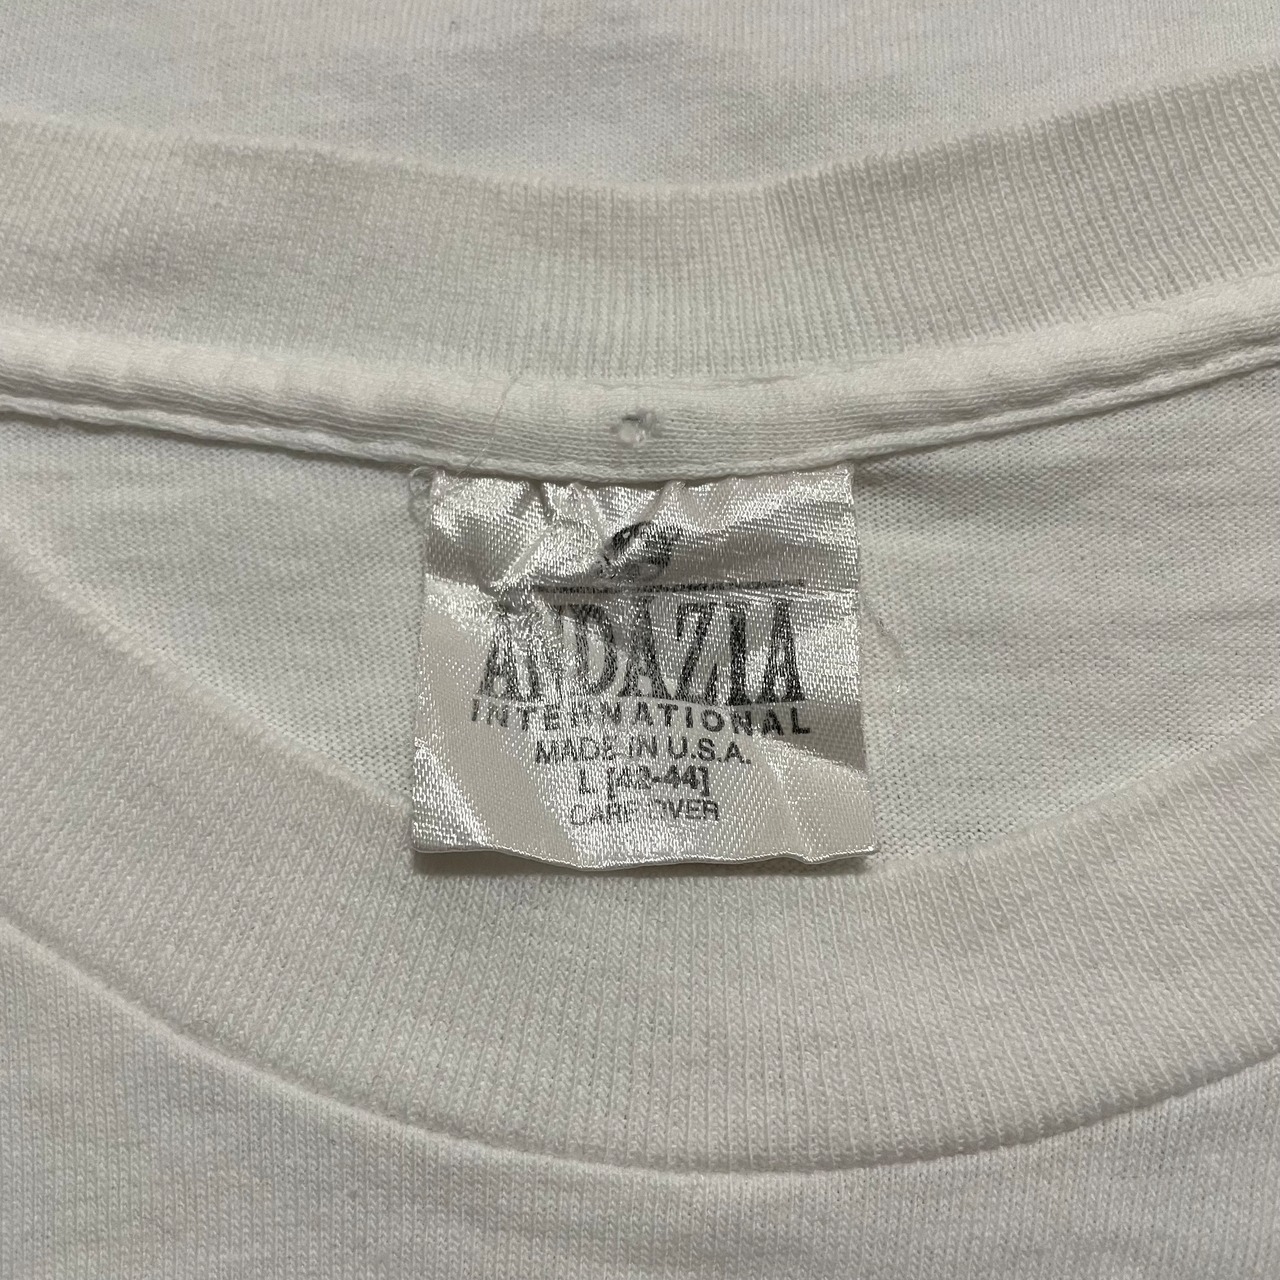 ANDAZIA
INTERNATIONAL
MADE IN U.S.A.
L [42-44]
CARE OVER